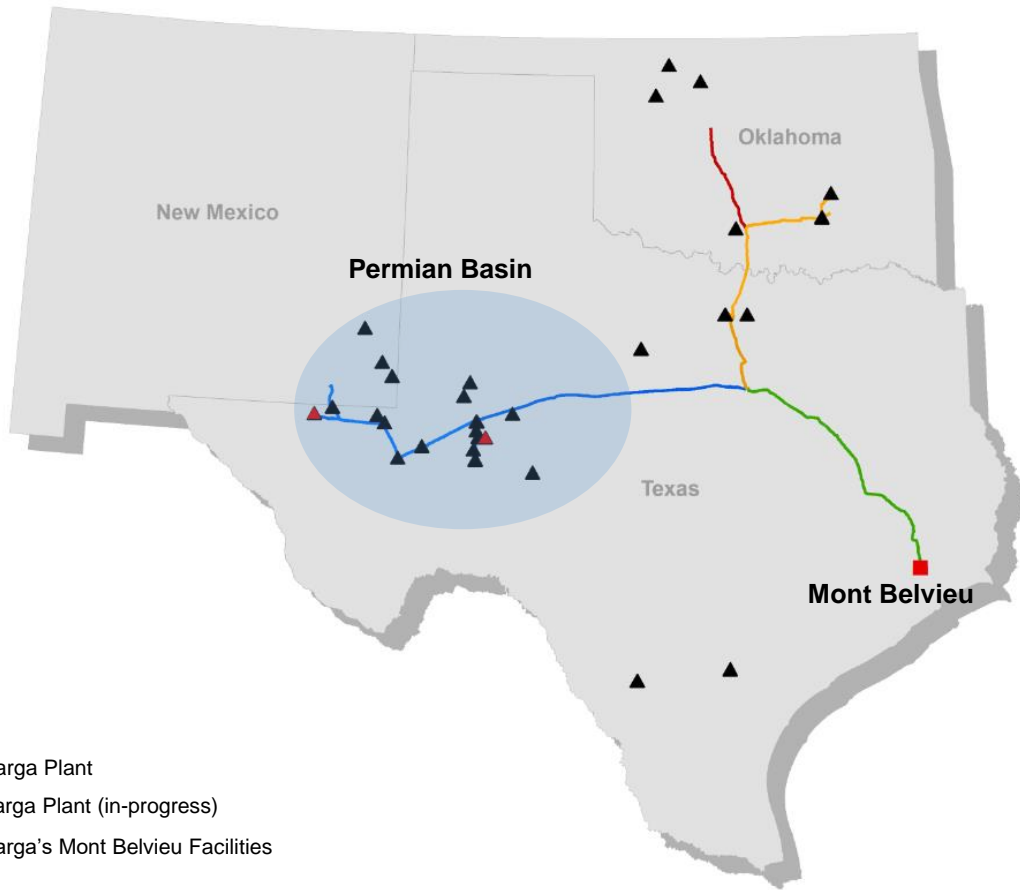 Oklahoma
New Mexico
Permian Basin
Texas
Mont Belvieu
arga Plant
arga Plant (in-progress)
arga's Mont Belvieu Facilities